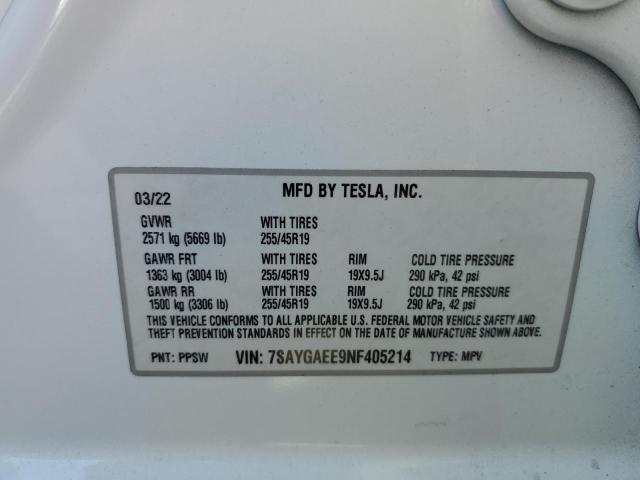 03/22 MFD BY TESLA, INC.
GVWR WITH TIRES
2571 kg (5669 lb) 255/45R19
GAWR FRT WITH TIRES RIM COLD TIRE PRESSURE
1363 kg (3004 lb) 255/45R19 19X9.5J 290 kPa, 42 psi
GAWR RR WITH TIRES RIM COLD TIRE PRESSURE
1500 kg (3306 lb) 255/45R19 19X9.5J 290 kPa, 42 psi
THIS VEHICLE CONFORMS TO ALL APPLICABLE U.S. FEDERAL MOTOR VEHICLE SAFETY AND
THEFT PREVENTION STANDARDS IN EFFECT ON THE DATE OF MANUFACTURE SHOWN ABOVE.
PNT: PPSW VIN: 7SAYGAEE9NF405214 TYPE: MPV